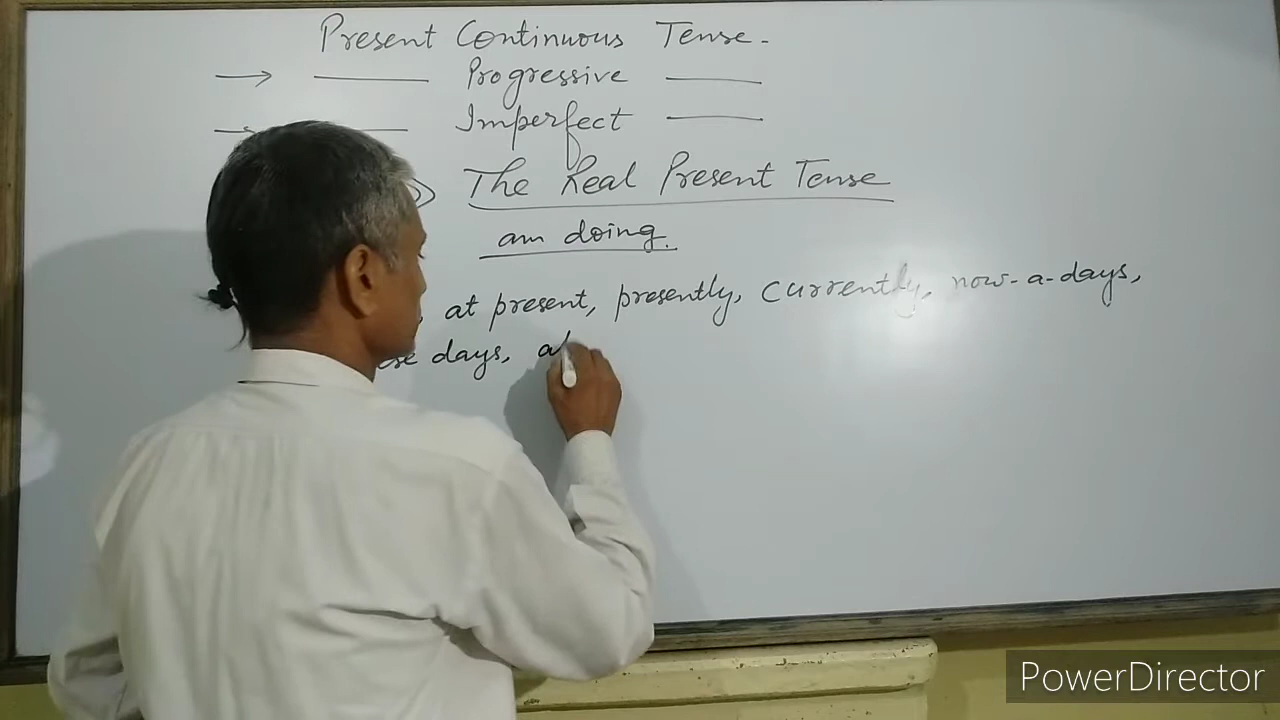 Present Continuous Tense.
→ —— Progressive ——
→ —— Imperfect ——
The Real Present Tense
am doing.
at present, presently, currently, now-a-days,
days,
PowerDirector